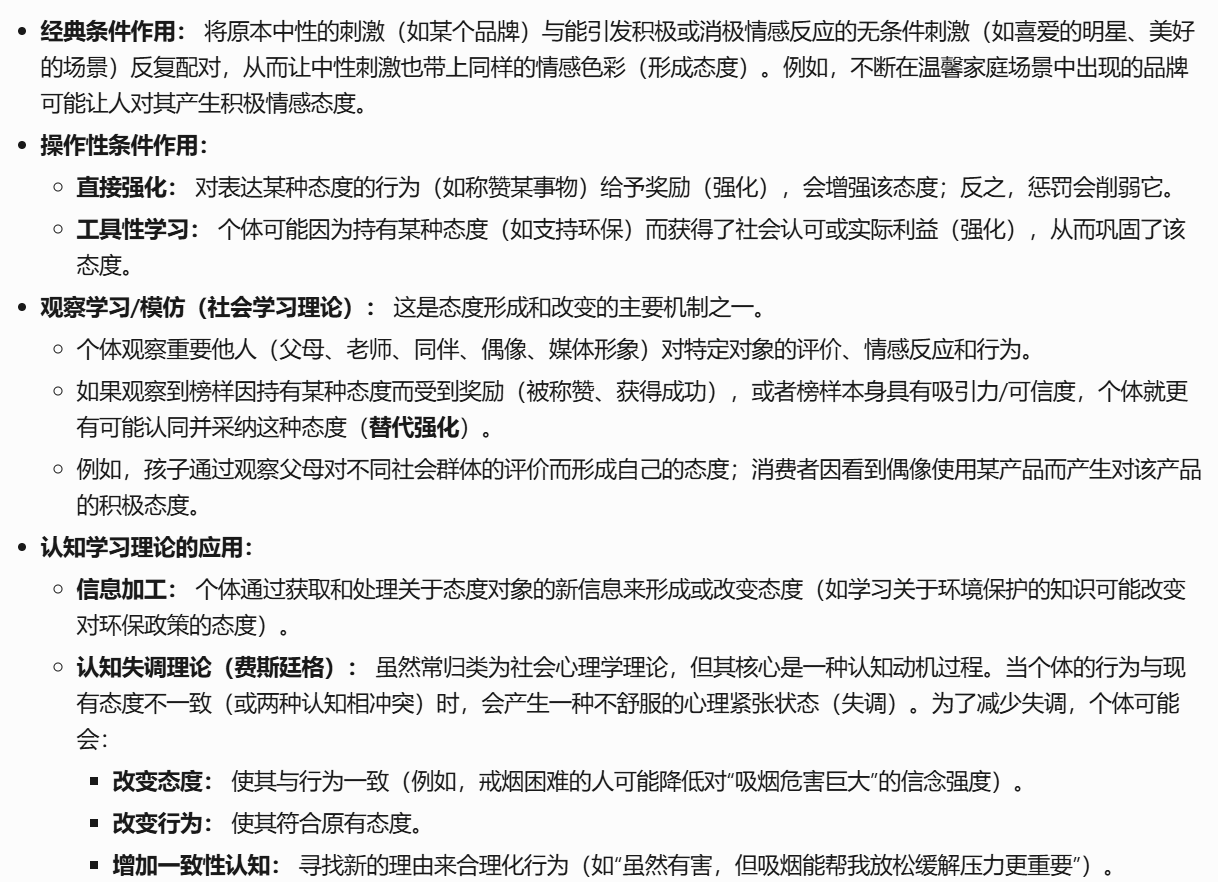 • 经典条件作用： 将原本中性的刺激（如某个品牌）与能引发积极或消极情感反应的无条件刺激（如喜爱的明星、美好
的场景）反复配对，从而让中性刺激也带上同样的情感色彩（形成态度）。例如，不断在温馨家庭场景中出现的品牌
可能让人对其产生积极情感态度。
• 操作性条件作用：
◦ 直接强化： 对表达某种态度的行为（如称赞某事物）给予奖励（强化），会增强该态度；反之，惩罚会削弱它。
◦ 工具性学习： 个体可能因为持有某种态度（如支持环保）而获得了社会认可或实际利益（强化），从而巩固了该
态度。
• 观察学习/模仿（社会学习理论）： 这是态度形成和改变的主要机制之一。
◦ 个体观察重要他人（父母、老师、同伴、偶像、媒体形象）对特定对象的评价、情感反应和行为。
◦ 如果观察到榜样因持有某种态度而受到奖励（被称赞、获得成功），或者榜样本身具有吸引力/可信度，个体就更
有可能认同并采纳这种态度（替代强化）。
◦ 例如，孩子通过观察父母对不同社会群体的评价而形成自己的态度；消费者因看到偶像使用某产品而产生对该产品
的积极态度。
• 认知学习理论的应用：
◦ 信息加工： 个体通过获取和处理关于态度对象的新信息来形成或改变态度（如学习关于环境保护的知识可能改变
对环保政策的态度）。
◦ 认知失调理论（费斯廷格）： 虽然常归类为社会心理学理论，但其核心是一种认知动机过程。当个体的行为与现
有态度不一致（或两种认知相冲突）时，会产生一种不舒服的心理紧张状态（失调）。为了减少失调，个体可能
会：
▪ 改变态度： 使其与行为一致（例如，戒烟困难的人可能降低对“吸烟危害巨大”的信念强度）。
▪ 改变行为： 使其符合原有态度。
▪ 增加一致性认知： 寻找新的理由来合理化行为（如“虽然有害，但吸烟能帮我放松缓解压力更重要”）。